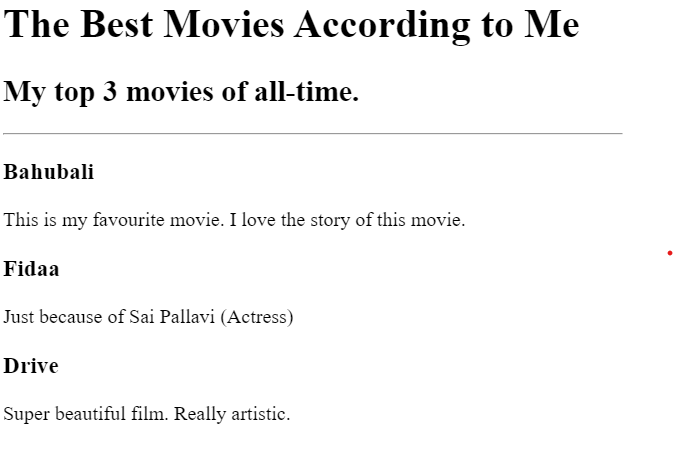 The Best Movies According to Me
My top 3 movies of all-time.
Bahubali
This is my favourite movie. I love the story of this movie.
Fidaa
Just because of Sai Pallavi (Actress)
Drive
Super beautiful film. Really artistic.